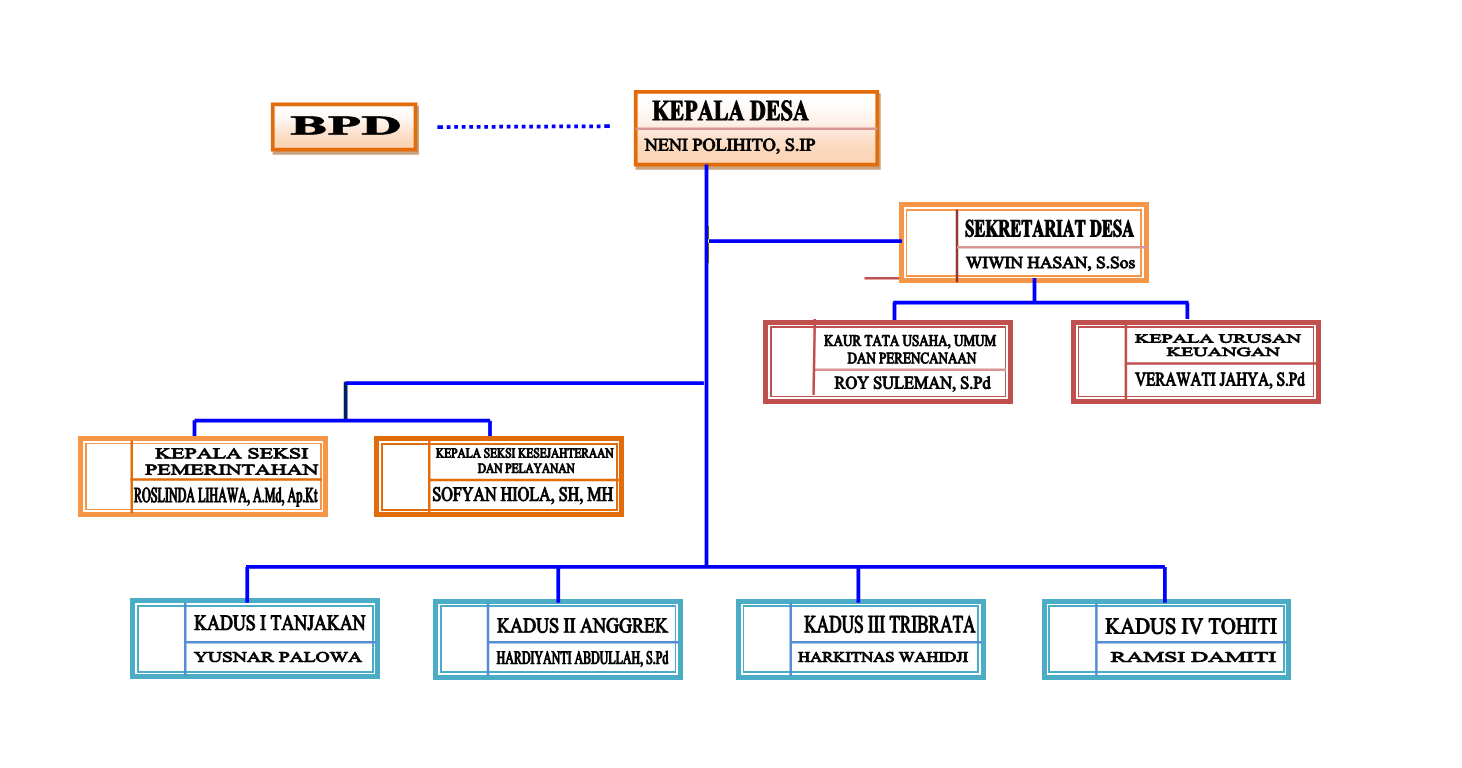 BPD
KEPALA DESA
NENI POLIHITO, S.IP
SEKRETARIAT DESA
WIWIN HASAN, S.Sos
KAUR TATA USAHA, UMUM
DAN PERENCANAAN
ROY SULEMAN, S.Pd
KEPALA URUSAN
KEUANGAN
VERAWATI JAHYA, S.Pd
KEPALA SEKSI
PEMERINTAHAN
ROSLINDA LIHAWA, A.Md, Ap.Kt
KEPALA SEKSI KESEJAHTERAAN
DAN PELAYANAN
SOFYAN HIOLA, SH, MH
KADUS I TANJAKAN
YUSNAR PALOWA
KADUS II ANGGREK
HARDIYANTI ABDULLAH, S.Pd
KADUS III TRIBRATA
HARKITNAS WAHIDJI
KADUS IV TOHITI
RAMSI DAMITI